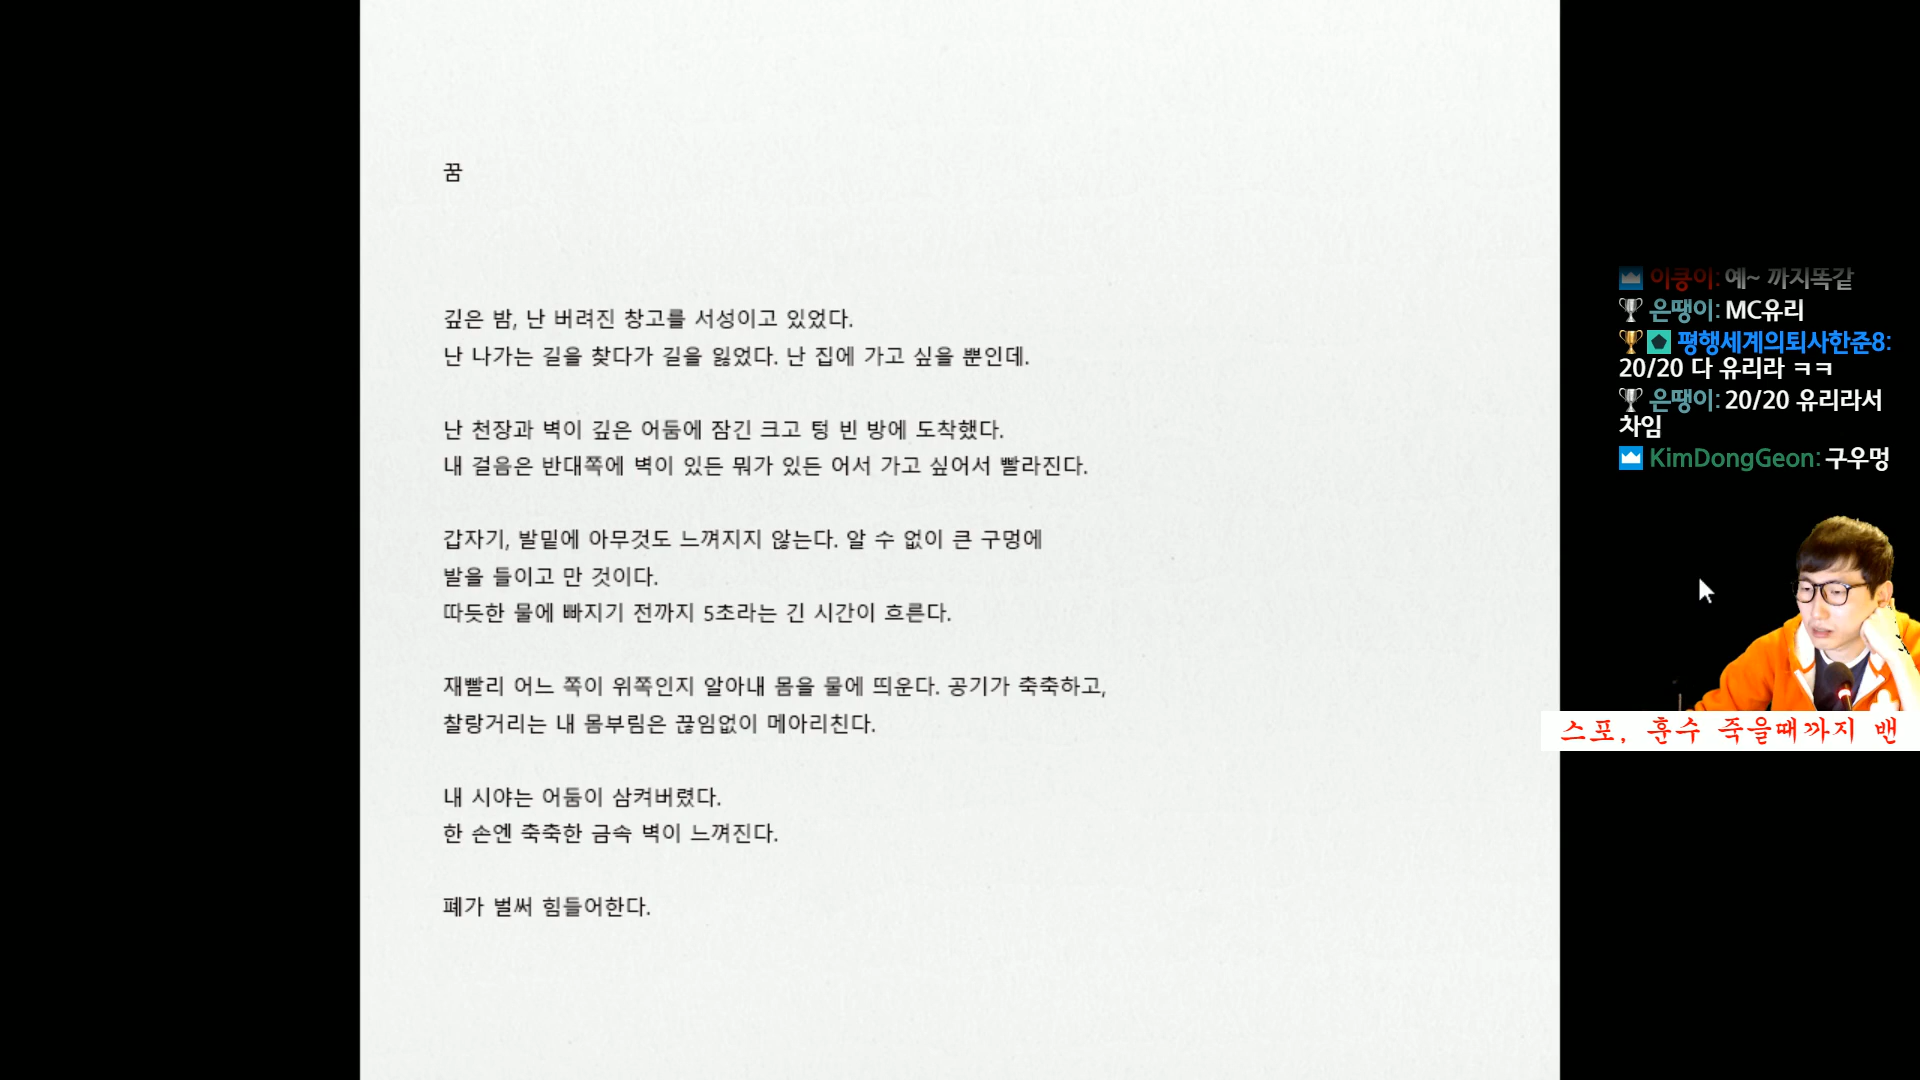 꿈
깊은 밤, 난 버려진 창고를 서성이고 있었다.
난 나가는 길을 찾다가 길을 잃었다. 난 집에 가고 싶을 뿐인데.
난 천장과 벽이 깊은 어둠에 잠긴 크고 텅 빈 방에 도착했다.
내 걸음은 반대쪽에 벽이 있든 뭐가 있든 어서 가고 싶어서 빨라진다.
갑자기, 발밑에 아무것도 느껴지지 않는다. 알 수 없이 큰 구멍에
발을 들이고 만 것이다.
따듯한 물에 빠지기 전까지 5초라는 긴 시간이 흐른다.
재빨리 어느 쪽이 위쪽인지 알아내 몸을 물에 띄운다. 공기가 축축하고,
찰랑거리는 내 몸부림은 끊임없이 메아리친다.
내 시야는 어둠이 삼켜버렸다.
한 손엔 축축한 금속 벽이 느껴진다.
폐가 벌써 힘들어한다.
이킁이: 예~ 까지똑같
은땡이: MC유리
평행세계의퇴사한준8:
20/20 다 유리라 ㅋㅋ
은땡이: 20/20 유리라서
차임
KimDongGeon: 구우멍
스포, 훈수 죽을때까지 밴